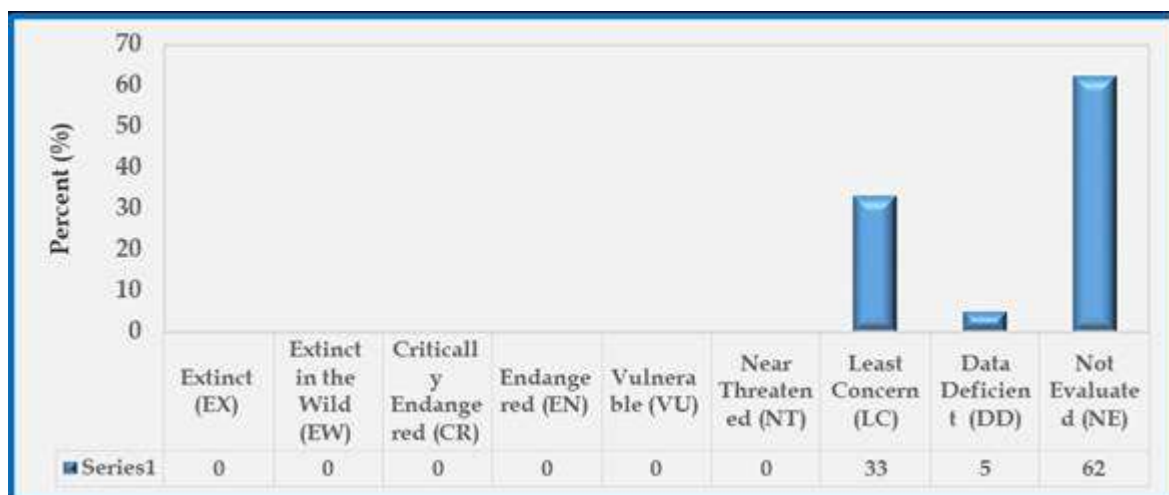 70
60
50
40
30
20
10
0
Percent (%)
Extinct
(EX)
Extinct
in the
Wild
(EW)
Criticall
y
Endange
red (CR)
Endange
red (EN)
Vulnera
ble (VU)
Near
Threaten
ed (NT)
Least
Concern
(LC)
Data
Deficien
t (DD)
Not
Evaluate
d (NE)
Series1 0 0 0 0 0 0 33 5 62